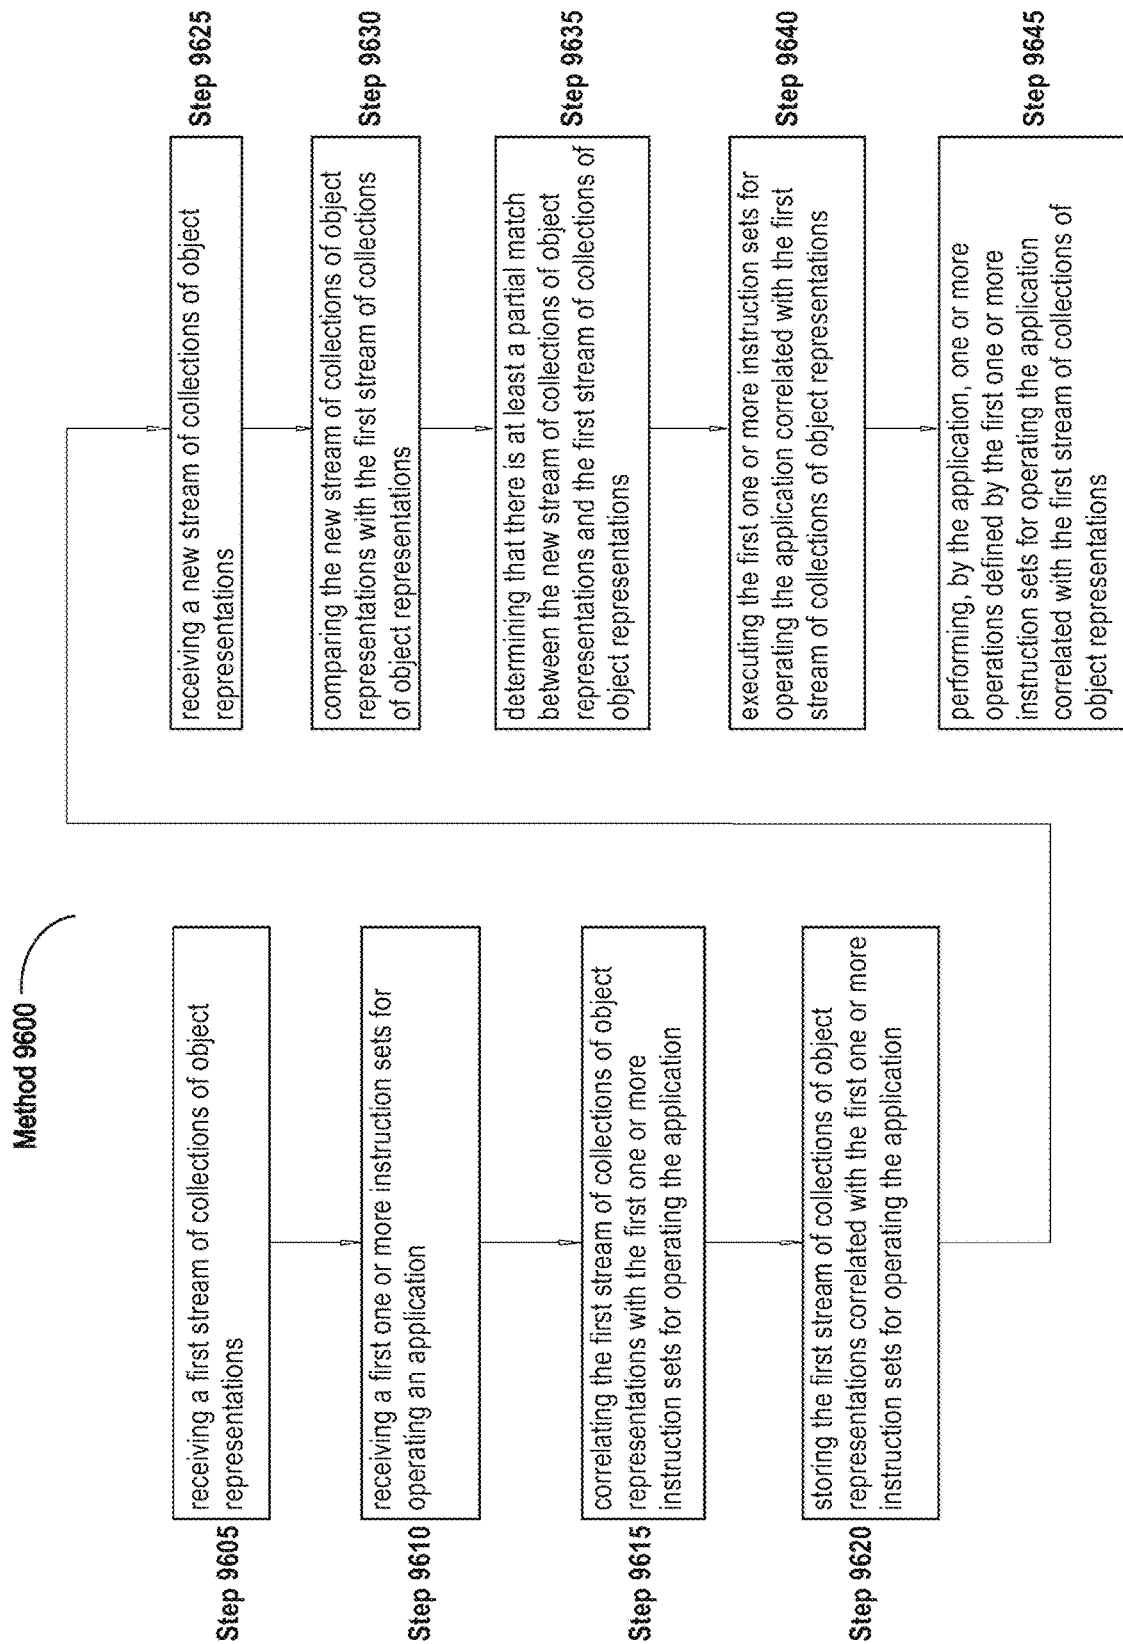 Method 9600
Step 9605
receiving a first stream of collections of object
representations
Step 9610
receiving a first one or more instruction sets for
operating an application
Step 9615
correlating the first stream of collections of object
representations with the first one or more
instruction sets for operating the application
Step 9620
storing the first stream of collections of object
representations correlated with the first one or more
instruction sets for operating the application
receiving a new stream of collections of object
representations
Step 9625
comparing the new stream of collections of object
representations with the first stream of collections
of object representations
Step 9630
determining that there is at least a partial match
between the new stream of collections of object
representations and the first stream of collections of
object representations
Step 9635
executing the first one or more instruction sets for
operating the application correlated with the first
stream of collections of object representations
Step 9640
performing, by the application, one or more
operations defined by the first one or more
instruction sets for operating the application
correlated with the first stream of collections of
object representations
Step 9645